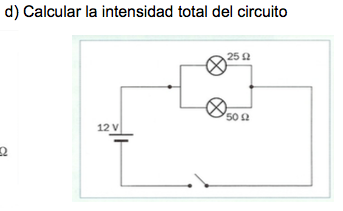 d) Calcular la intensidad total del circuito
25 Ω
50 Ω
12 V
Ω